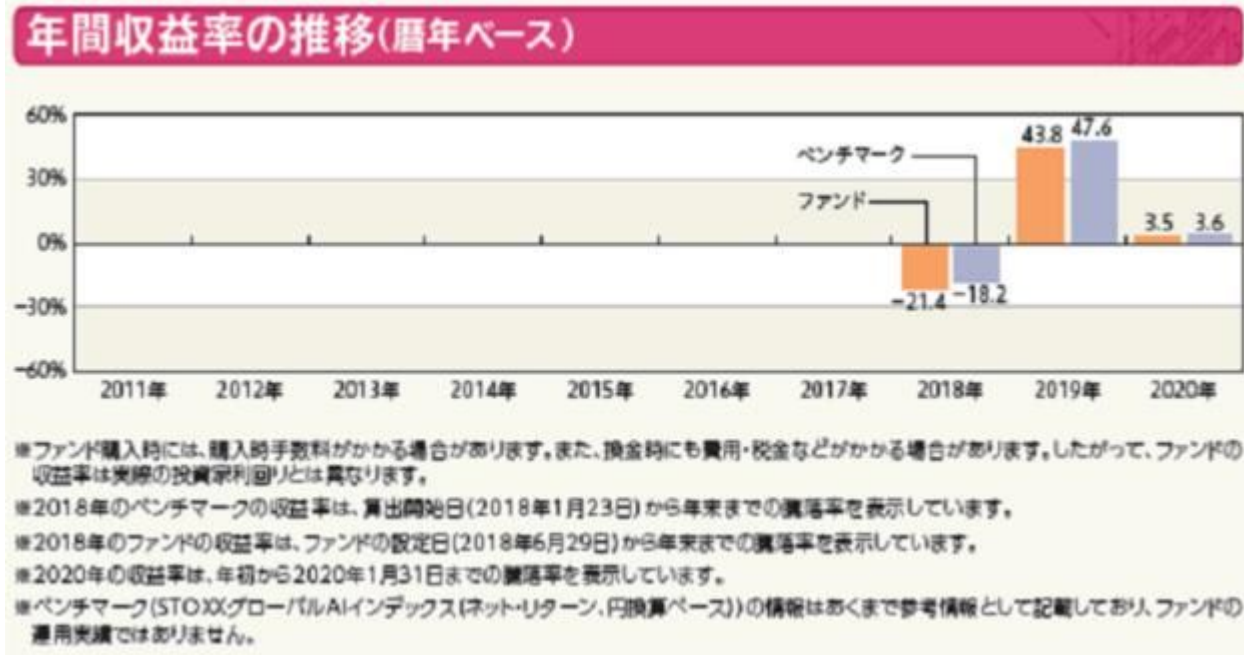 年間収益率の推移(暦年ベース)
60%
30%
0%
-30%
-60%
ベンチマーク
ファンド
-21.4
-18.2
43.8
47.6
3.5
3.6
2011年
2012年
2013年
2014年
2015年
2016年
2017年
2018年
2019年
2020年
※ファンド購入時には、購入時手数料がかかる場合があります。また、換金時にも費用・税金などがかかる場合があります。したがって、ファンドの
収益率は実際の投資家利回りとは異なります。
※2018年のベンチマークの収益率は、算出開始日(2018年1月23日)から年末までの騰落率を表示しています。
※2018年のファンドの収益率は、ファンドの設定日(2018年6月29日)から年末までの騰落率を表示しています。
※2020年の収益率は、年初から2020年1月31日までの騰落率を表示しています。
※ベンチマーク(STOXXグローバルAIインデックス(ネット・リターン、円換算ベース))の情報はあくまで参考情報として記載しており、ファンドの
運用実績ではありません。